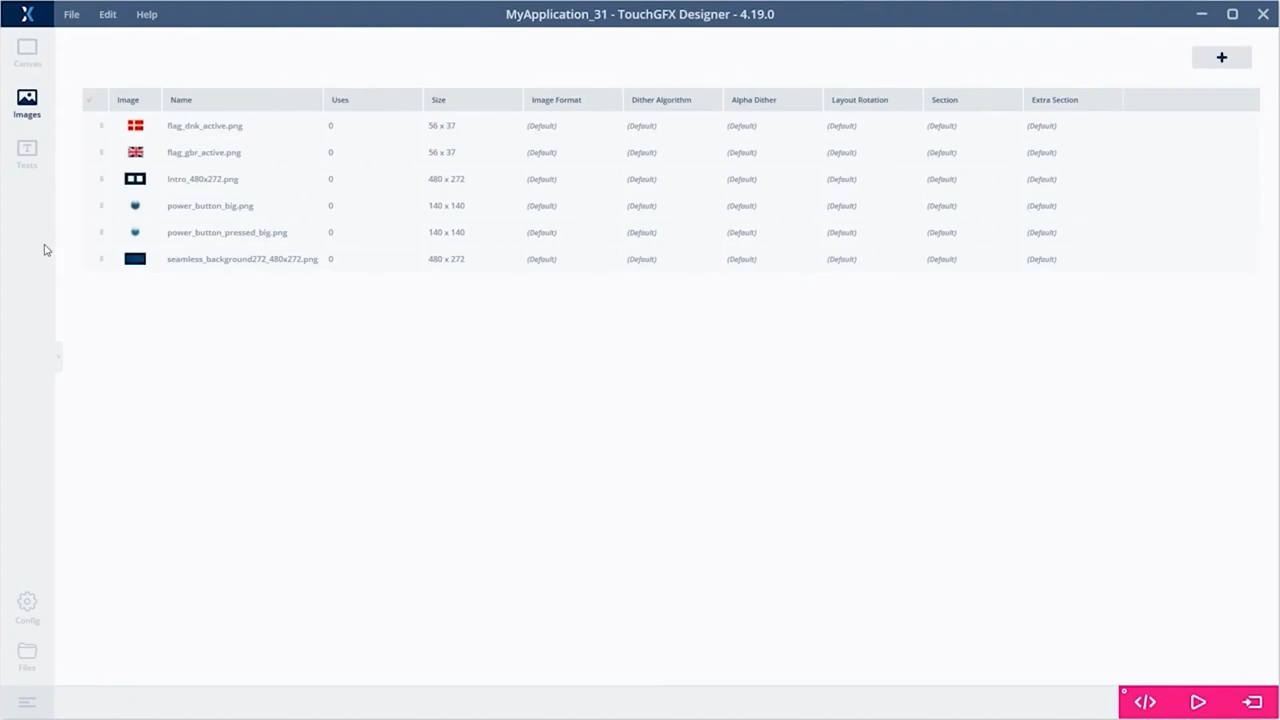 File Edit Help MyApplication_31 - TouchGFX Designer - 4.19.0
Canvas
Images
Texts
Image Name Uses Size Image Format Dither Algorithm Alpha Dither Layout Rotation Section Extra Section
flag_dnk_active.png 0 56 x 37 (Default) (Default) (Default) (Default) (Default) (Default)
flag_gbr_active.png 0 56 x 37 (Default) (Default) (Default) (Default) (Default) (Default)
Intro_480x272.png 0 480 x 272 (Default) (Default) (Default) (Default) (Default) (Default)
power_button_big.png 0 140 x 140 (Default) (Default) (Default) (Default) (Default) (Default)
power_button_pressed_big.png 0 140 x 140 (Default) (Default) (Default) (Default) (Default) (Default)
seamless_background272_480x272.png 0 480 x 272 (Default) (Default) (Default) (Default) (Default) (Default)
Config
Files